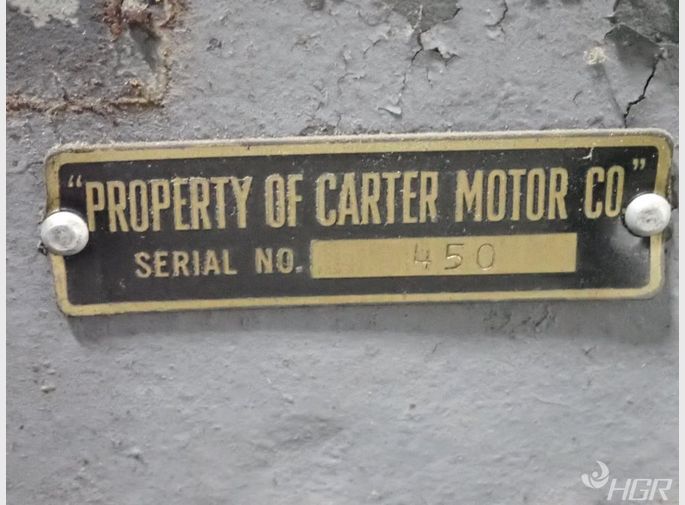 "PROPERTY OF CARTER MOTOR CO."
SERIAL NO. 450
HGR